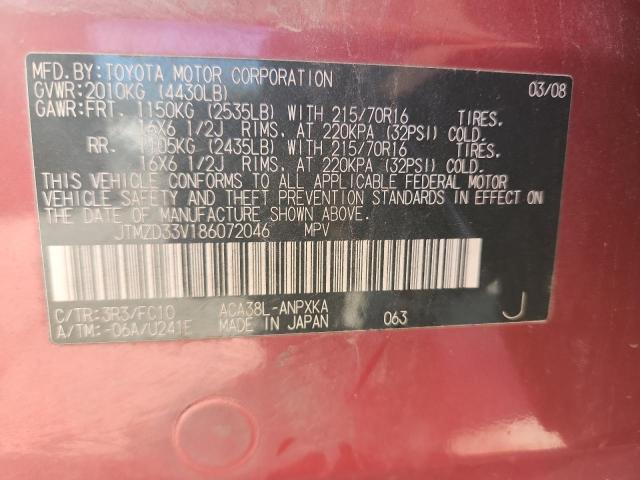 MFD.BY:TOYOTA MOTOR CORPORATION 03/08
GVWR:2010KG (4430LB)
GAWR:FRT. 1150KG (2535LB) WITH 215/70R16 TIRES.
16X6 1/2J RIMS, AT 220KPA (32PSI) COLD.
RR. 1105KG (2435LB) WITH 215/70R16 TIRES.
16X6 1/2J RIMS, AT 220KPA (32PSI) COLD.
THIS VEHICLE CONFORMS TO ALL APPLICABLE FEDERAL MOTOR
VEHICLE SAFETY AND THEFT PREVENTION STANDARDS IN EFFECT ON
THE DATE OF MANUFACTURE SHOWN ABOVE.
JTMZD33V186072046 MPV
C/TR:3R3/FC10 ACA38L-ANPXKA
A/TM:-06A/U241E MADE IN JAPAN 063 J